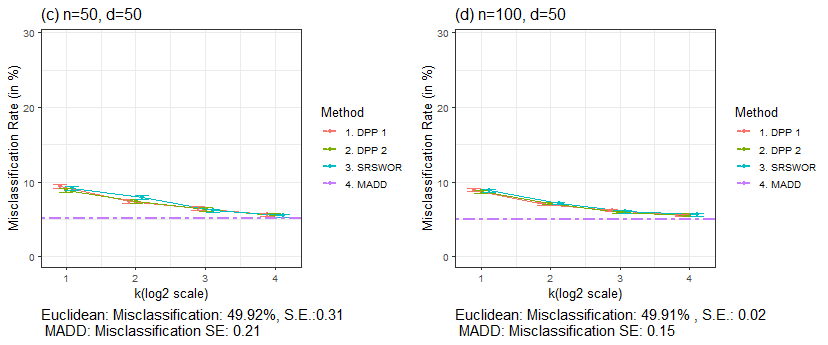 (c) n=50, d=50
30
20
10
0
Misclassification Rate (in %)
1 2 3 4
k(log2 scale)
Method
1. DPP 1
2. DPP 2
3. SRSWOR
4. MADD
Euclidean: Misclassification: 49.92%, S.E.:0.31
MADD: Misclassification SE: 0.21
(d) n=100, d=50
30
20
10
0
Misclassification Rate (in %)
1 2 3 4
k(log2 scale)
Method
1. DPP 1
2. DPP 2
3. SRSWOR
4. MADD
Euclidean: Misclassification: 49.91% , S.E.: 0.02
MADD: Misclassification SE: 0.15